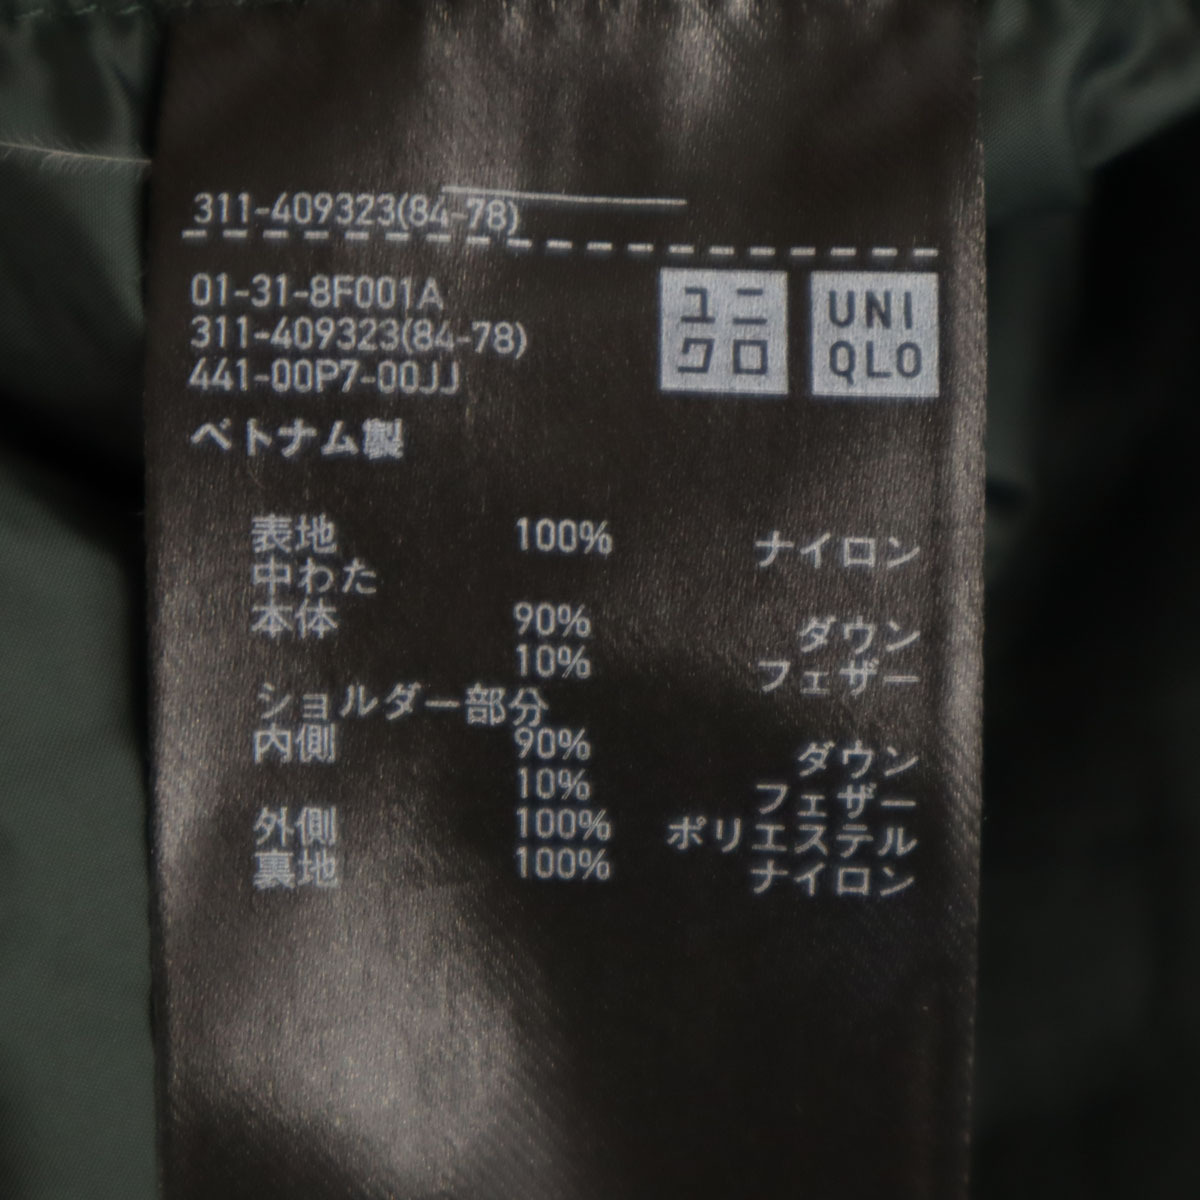 311-409323(84-78)
01-31-8F001A
311-409323(84-78)
441-00P7-00JJ
ユニ
クロ
UNI
QLO
ベトナム製
表地 100% ナイロン
中わた
本体 90% ダウン
10% フェザー
ショルダー部分
内側 90% ダウン
10% フェザー
外側 100% ポリエステル
裏地 100% ナイロン